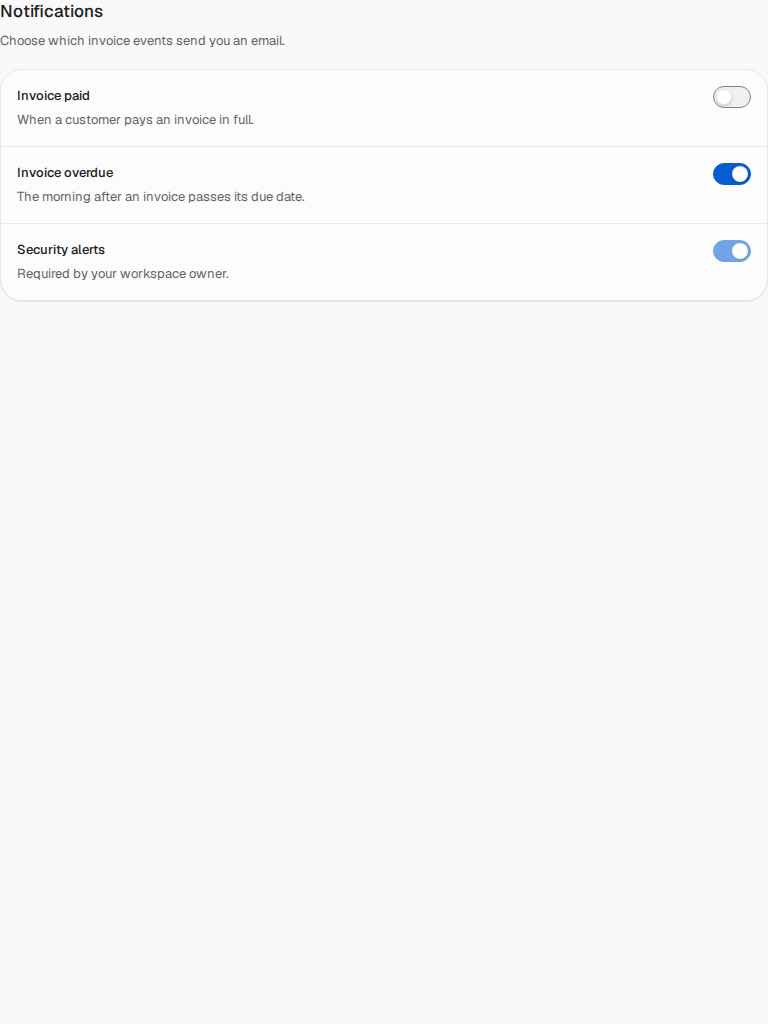 Notifications
Choose which invoice events send you an email.
Invoice paid
When a customer pays an invoice in full.
Invoice overdue
The morning after an invoice passes its due date.
Security alerts
Required by your workspace owner.